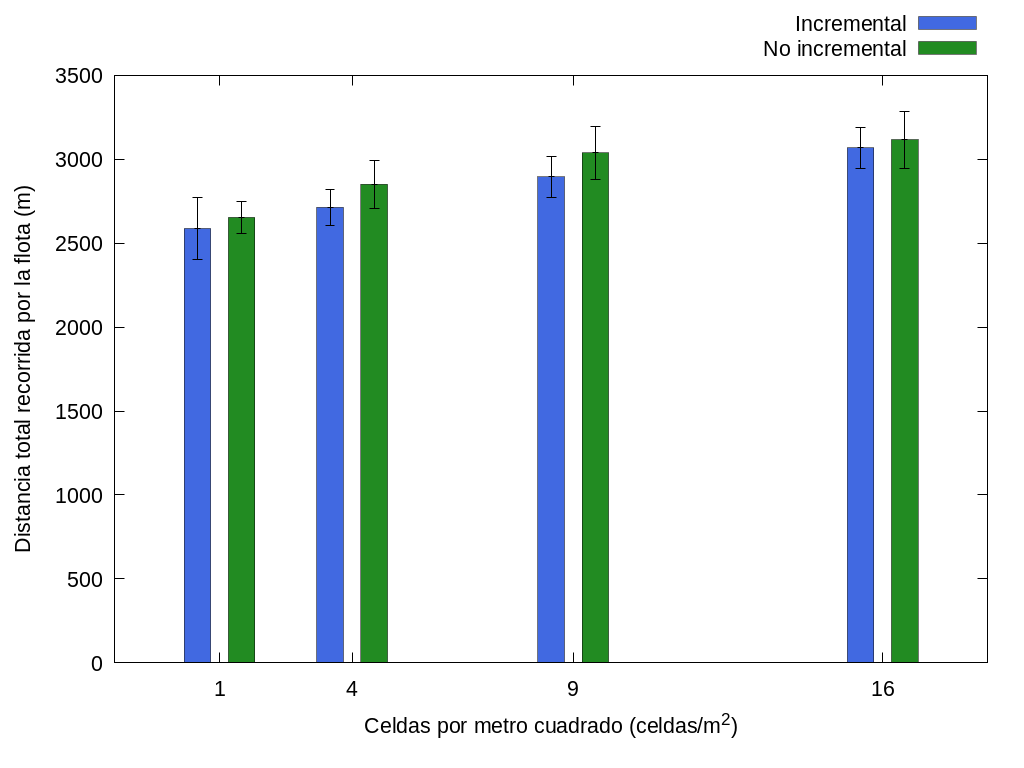 Incremental
No incremental
3500
3000
2500
2000
1500
1000
500
0
Distancia total recorrida por la flota (m)
1 4 9 16
Celdas por metro cuadrado (celdas/m²)